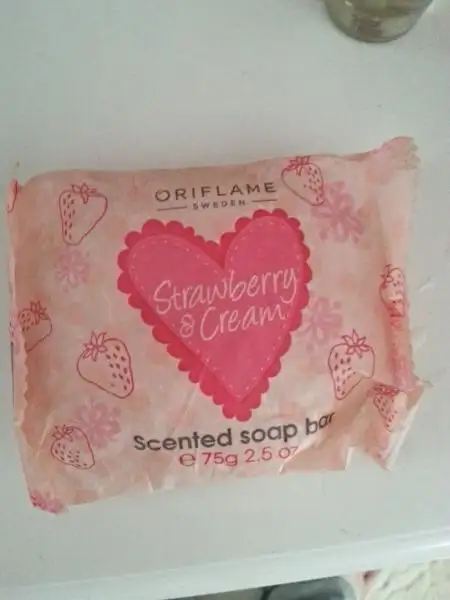 ORIFLAME
SWEDEN
Strawberry
& Cream
Scented soap bar
℮ 75g 2.5 oz